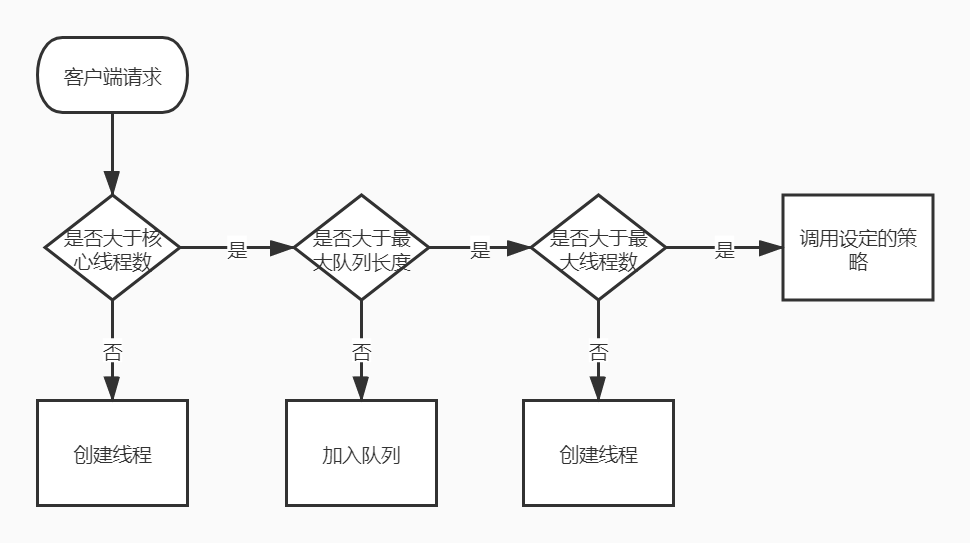 客户端请求
是否大于核
心线程数
是
是否大于最
大队列长度
是
是否大于最
大线程数
是
调用设定的策
略
否
否
否
创建线程
加入队列
创建线程